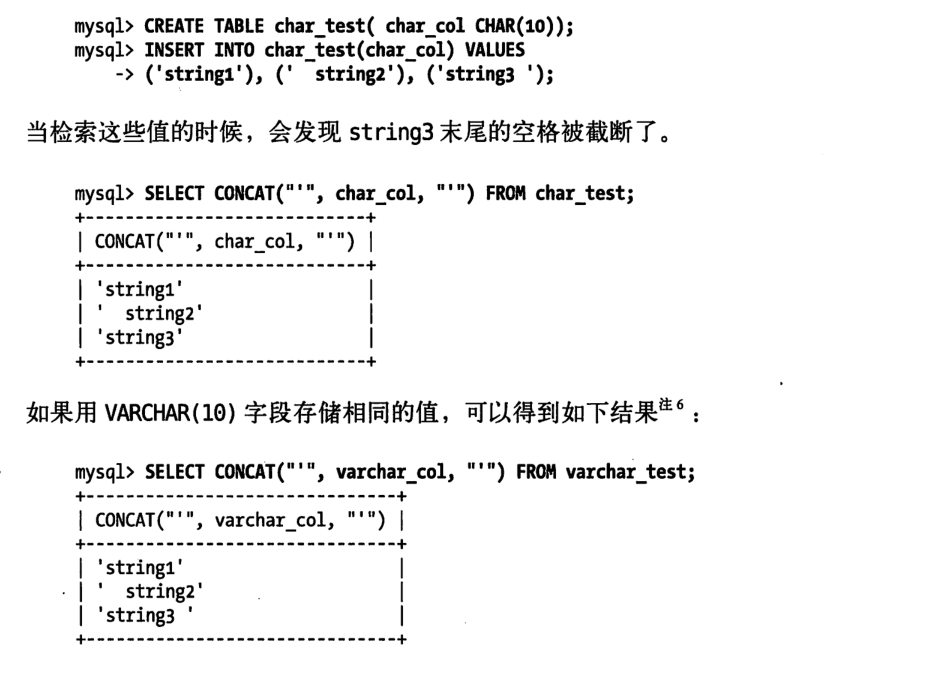 mysql> CREATE TABLE char_test( char_col CHAR(10));
mysql> INSERT INTO char_test(char_col) VALUES
    -> ('string1'), ('  string2'), ('string3 ');
当检索这些值的时候，会发现 string3 末尾的空格被截断了。
mysql> SELECT CONCAT("'", char_col, "'") FROM char_test;
+----------------------------+
| CONCAT("'", char_col, "'") |
+----------------------------+
| 'string1'                  |
| '  string2'                |
| 'string3'                  |
+----------------------------+
如果用 VARCHAR(10) 字段存储相同的值，可以得到如下结果注6：
mysql> SELECT CONCAT("'", varchar_col, "'") FROM varchar_test;
+-------------------------------+
| CONCAT("'", varchar_col, "'") |
+-------------------------------+
| 'string1'                     |
| '  string2'                   |
| 'string3 '                    |
+-------------------------------+